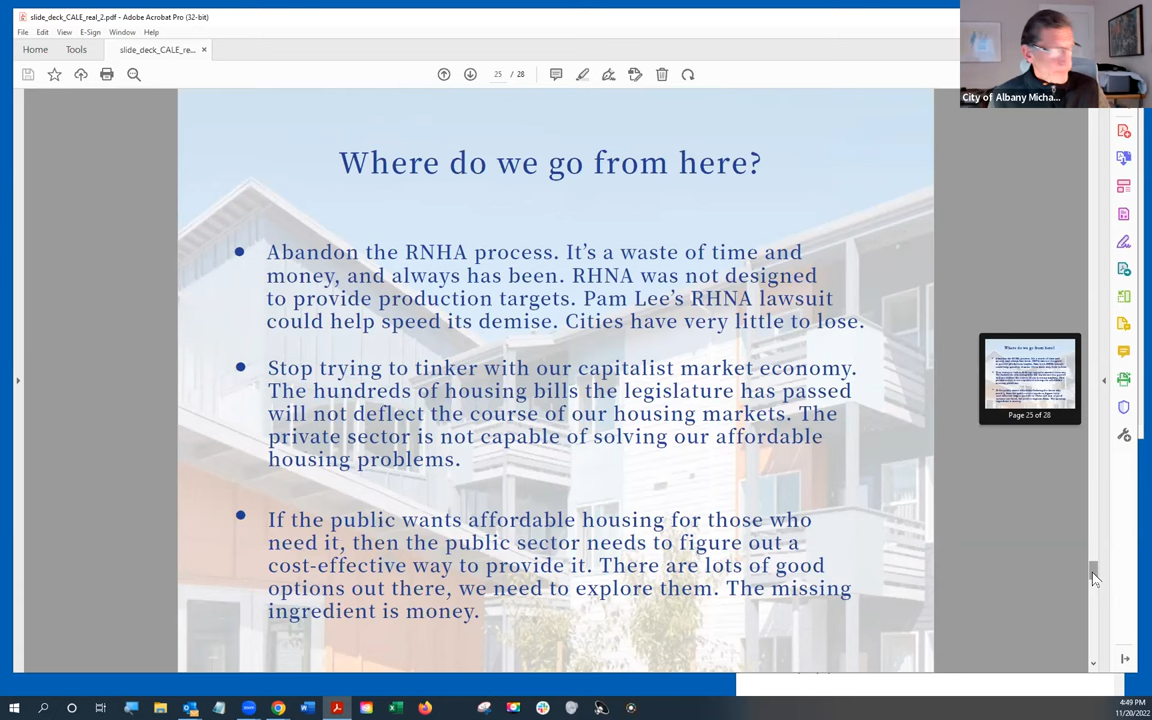 slide_deck_CALE_real_2.pdf - Adobe Acrobat Pro (32-bit)
File Edit View E-Sign Window Help
Home Tools slide_deck_CALE_re... ×
25 / 28
City of Albany Micha...
Where do we go from here?
• Abandon the RNHA process. It's a waste of time and
money, and always has been. RHNA was not designed
to provide production targets. Pam Lee's RHNA lawsuit
could help speed its demise. Cities have very little to lose.
• Stop trying to tinker with our capitalist market economy.
The hundreds of housing bills the legislature has passed
will not deflect the course of our housing markets. The
private sector is not capable of solving our affordable
housing problems.
• If the public wants affordable housing for those who
need it, then the public sector needs to figure out a
cost-effective way to provide it. There are lots of good
options out there, we need to explore them. The missing
ingredient is money.
Where do we go from here?
Page 25 of 28
4:49 PM
11/20/2022